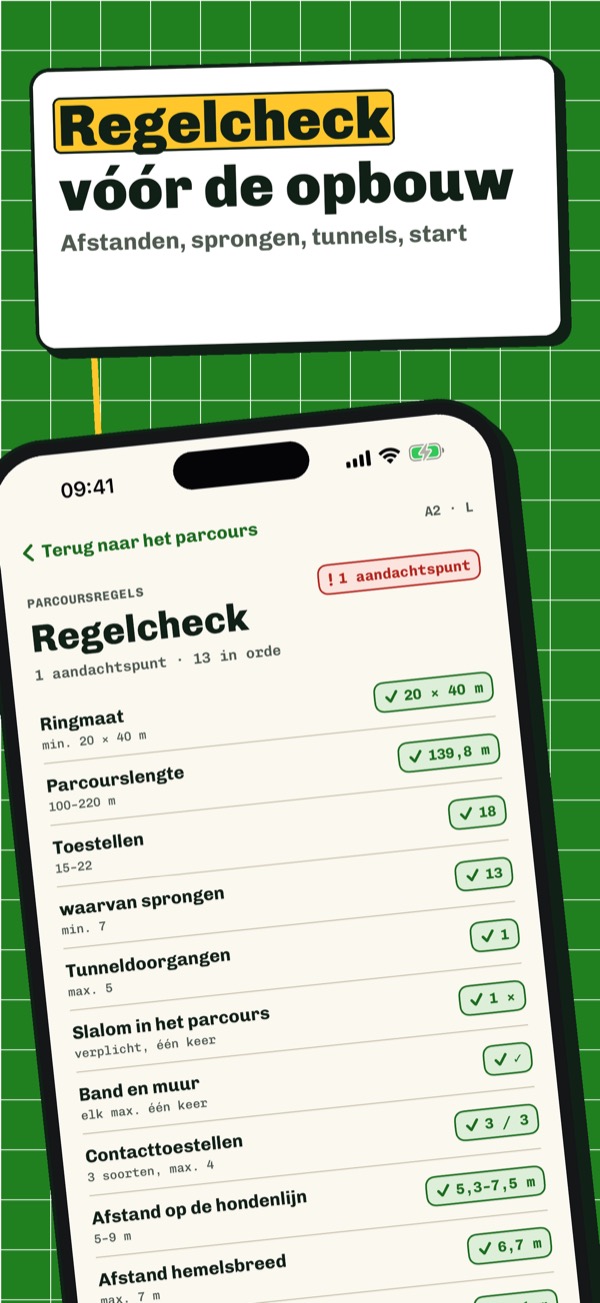 Regelcheck
vóór de opbouw
Afstanden, sprongen, tunnels, start
09:41
A2 · L
Terug naar het parcours
! 1 aandachtspunt
PARCOURSREGELS
Regelcheck
1 aandachtspunt · 13 in orde
Ringmaat
✓ 20 × 40 m
min. 20 × 40 m
Parcourslengte
✓ 139,8 m
100–220 m
Toestellen
✓ 18
15–22
waarvan sprongen
✓ 13
min. 7
Tunneldoorgangen
✓ 1
max. 5
Slalom in het parcours
✓ 1 ×
verplicht, één keer
Band en muur
✓ ✓
elk max. één keer
Contacttoestellen
✓ 3 / 3
3 soorten, max. 4
Afstand op de hondenlijn
✓ 5,3–7,5 m
5–9 m
Afstand hemelsbreed
✓ 6,7 m
max. 7 m